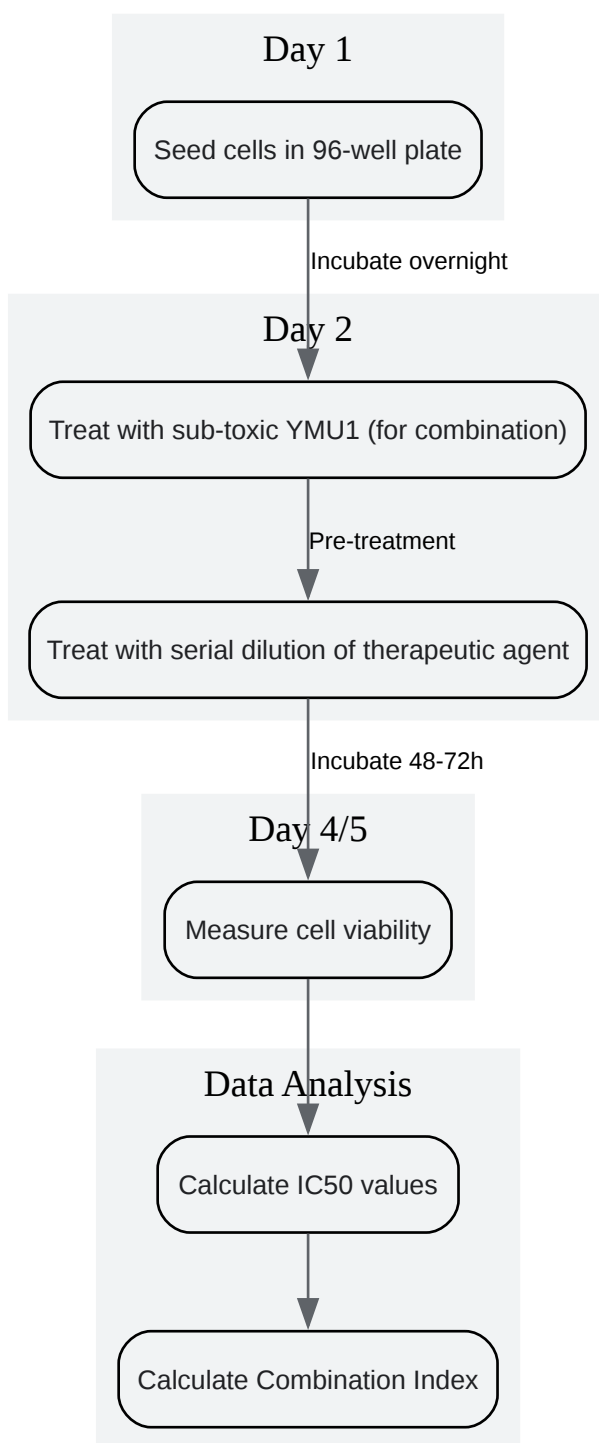 Day 1
Seed cells in 96-well plate
Incubate overnight
Day 2
Treat with sub-toxic YMU1 (for combination)
Pre-treatment
Treat with serial dilution of therapeutic agent
Incubate 48-72h
Day 4/5
Measure cell viability
Data Analysis
Calculate IC50 values
Calculate Combination Index